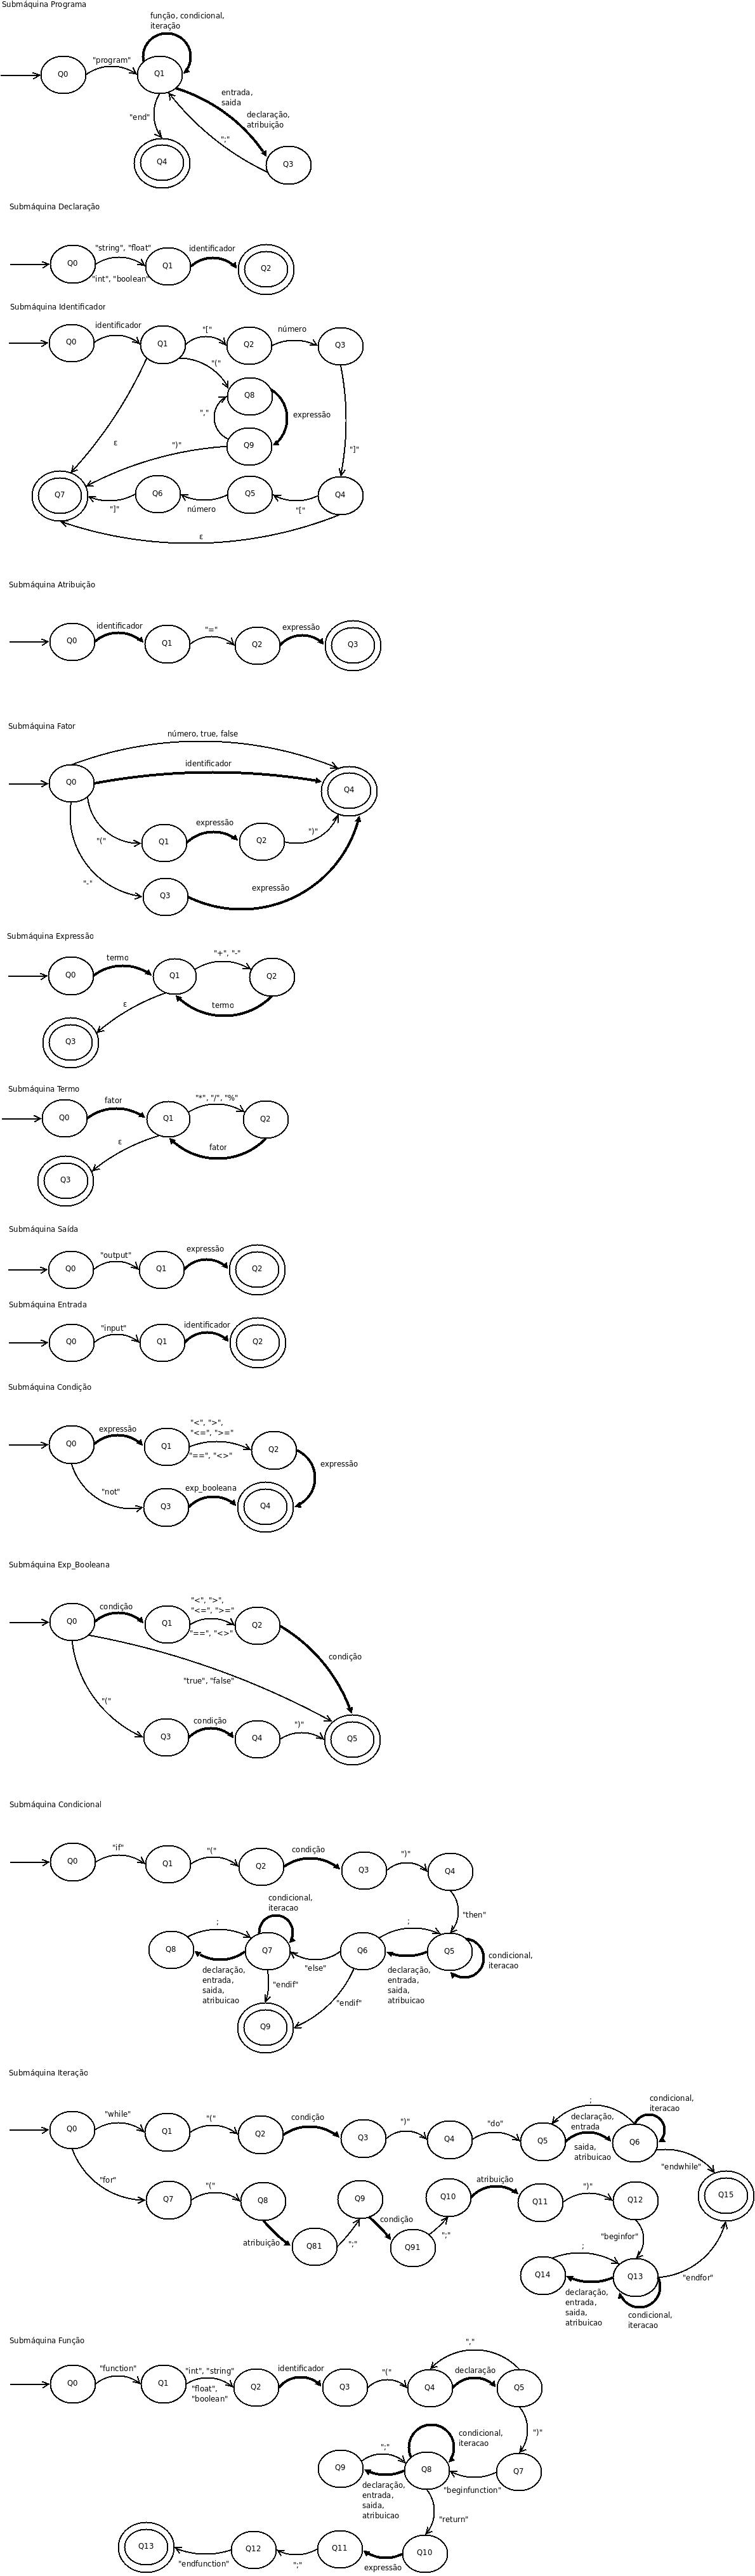 Submáquina Programa
função, condicional,
iteração
Q0
"program"
Q1
entrada,
saida
declaração,
atribuição
"end"
";"
Q4
Q3
Submáquina Declaração
"string", "float"
identificador
Q0
Q1
Q2
"int", "boolean"
Submáquina Identificador
identificador
"["
número
Q0
Q1
Q2
Q3
"("
Q8
","
expressão
ε
")"
Q9
"]"
Q7
Q6
Q5
Q4
"]"
número
"["
ε
Submáquina Atribuição
identificador
"="
expressão
Q0
Q1
Q2
Q3
Submáquina Fator
número, true, false
identificador
Q0
Q4
expressão
"("
Q1
Q2
")"
"-"
Q3
expressão
Submáquina Expressão
termo
"+", "-"
Q0
Q1
Q2
ε
termo
Q3
Submáquina Termo
fator
"*", "/", "%"
Q0
Q1
Q2
ε
fator
Q3
Submáquina Saída
"output"
expressão
Q0
Q1
Q2
Submáquina Entrada
"input"
identificador
Q0
Q1
Q2
Submáquina Condição
expressão
"<", ">",
"<=", ">="
Q0
Q1
Q2
"==", "<>"
expressão
"not"
exp_booleana
Q3
Q4
Submáquina Exp_Booleana
condição
"<", ">",
"<=", ">="
Q0
Q1
Q2
"==", "<>"
condição
"true", "false"
"("
condição
")"
Q3
Q4
Q5
Submáquina Condicional
"if"
"("
condição
")"
Q0
Q1
Q2
Q3
Q4
condicional,
iteracao
"then"
;
;
Q8
Q7
Q6
Q5
condicional,
iteracao
declaração,
entrada,
saida,
atribuicao
"else"
declaração,
entrada,
saida,
atribuicao
"endif"
"endif"
Q9
Submáquina Iteração
"while"
"("
condição
")"
"do"
;
declaração,
entrada
condicional,
iteracao
Q0
Q1
Q2
Q3
Q4
Q5
Q6
saida,
atribuicao
"endwhile"
"for"
"("
atribuição
")"
Q15
Q7
Q8
Q9
Q10
Q11
Q12
condição
atribuição
Q81
";"
Q91
";"
"beginfor"
;
Q14
Q13
"endfor"
declaração,
entrada,
saida,
atribuicao
condicional,
iteracao
Submáquina Função
","
"function"
"int", "string"
identificador
"("
declaração
Q0
Q1
Q2
Q3
Q4
Q5
"float",
"boolean"
")"
condicional,
iteracao
";"
Q9
Q8
Q7
declaração,
entrada,
saida,
atribuicao
"beginfunction"
"return"
Q13
Q12
Q11
Q10
"endfunction"
";"
expressão